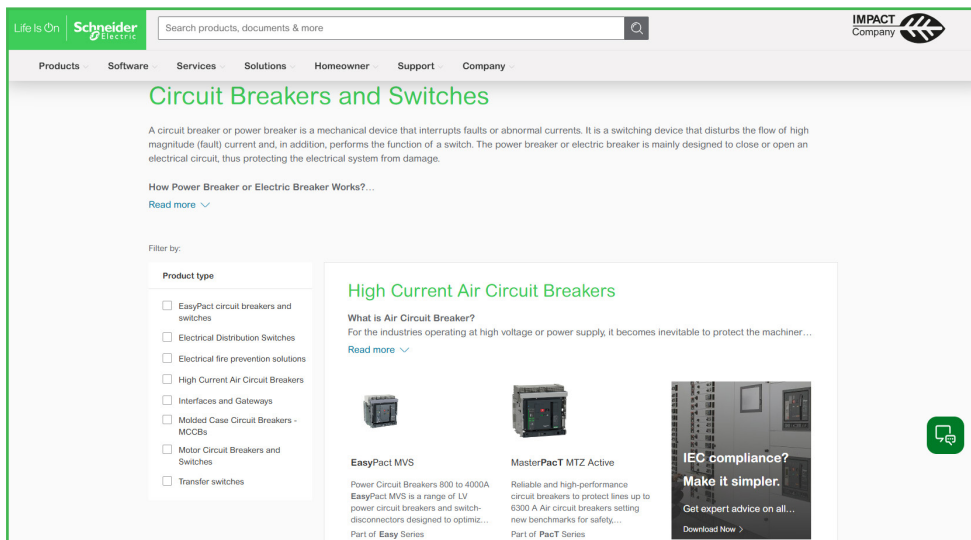 Life Is On
Schneider
Electric
Search products, documents & more
IMPACT
Company
Products Software Services Solutions Homeowner Support Company
Circuit Breakers and Switches
A circuit breaker or power breaker is a mechanical device that interrupts faults or abnormal currents. It is a switching device that disturbs the flow of high
magnitude (fault) current and, in addition, performs the function of a switch. The power breaker or electric breaker is mainly designed to close or open an
electrical circuit, thus protecting the electrical system from damage.
How Power Breaker or Electric Breaker Works?...
Read more
Filter by:
Product type
EasyPact circuit breakers and
switches
Electrical Distribution Switches
Electrical fire prevention solutions
High Current Air Circuit Breakers
Interfaces and Gateways
Molded Case Circuit Breakers -
MCCBs
Motor Circuit Breakers and
Switches
Transfer switches
High Current Air Circuit Breakers
What is Air Circuit Breaker?
For the industries operating at high voltage or power supply, it becomes inevitable to protect the machiner...
Read more
EasyPact MVS
Power Circuit Breakers 800 to 4000A
EasyPact MVS is a range of LV
power circuit breakers and switch-
disconnectors designed to optimiz...
Part of Easy Series
MasterPacT MTZ Active
Reliable and high-performance
circuit breakers to protect lines up to
6300 A Air circuit breakers setting
new benchmarks for safety,...
Part of PacT Series
IEC compliance?
Make it simpler.
Get expert advice on all...
Download Now >